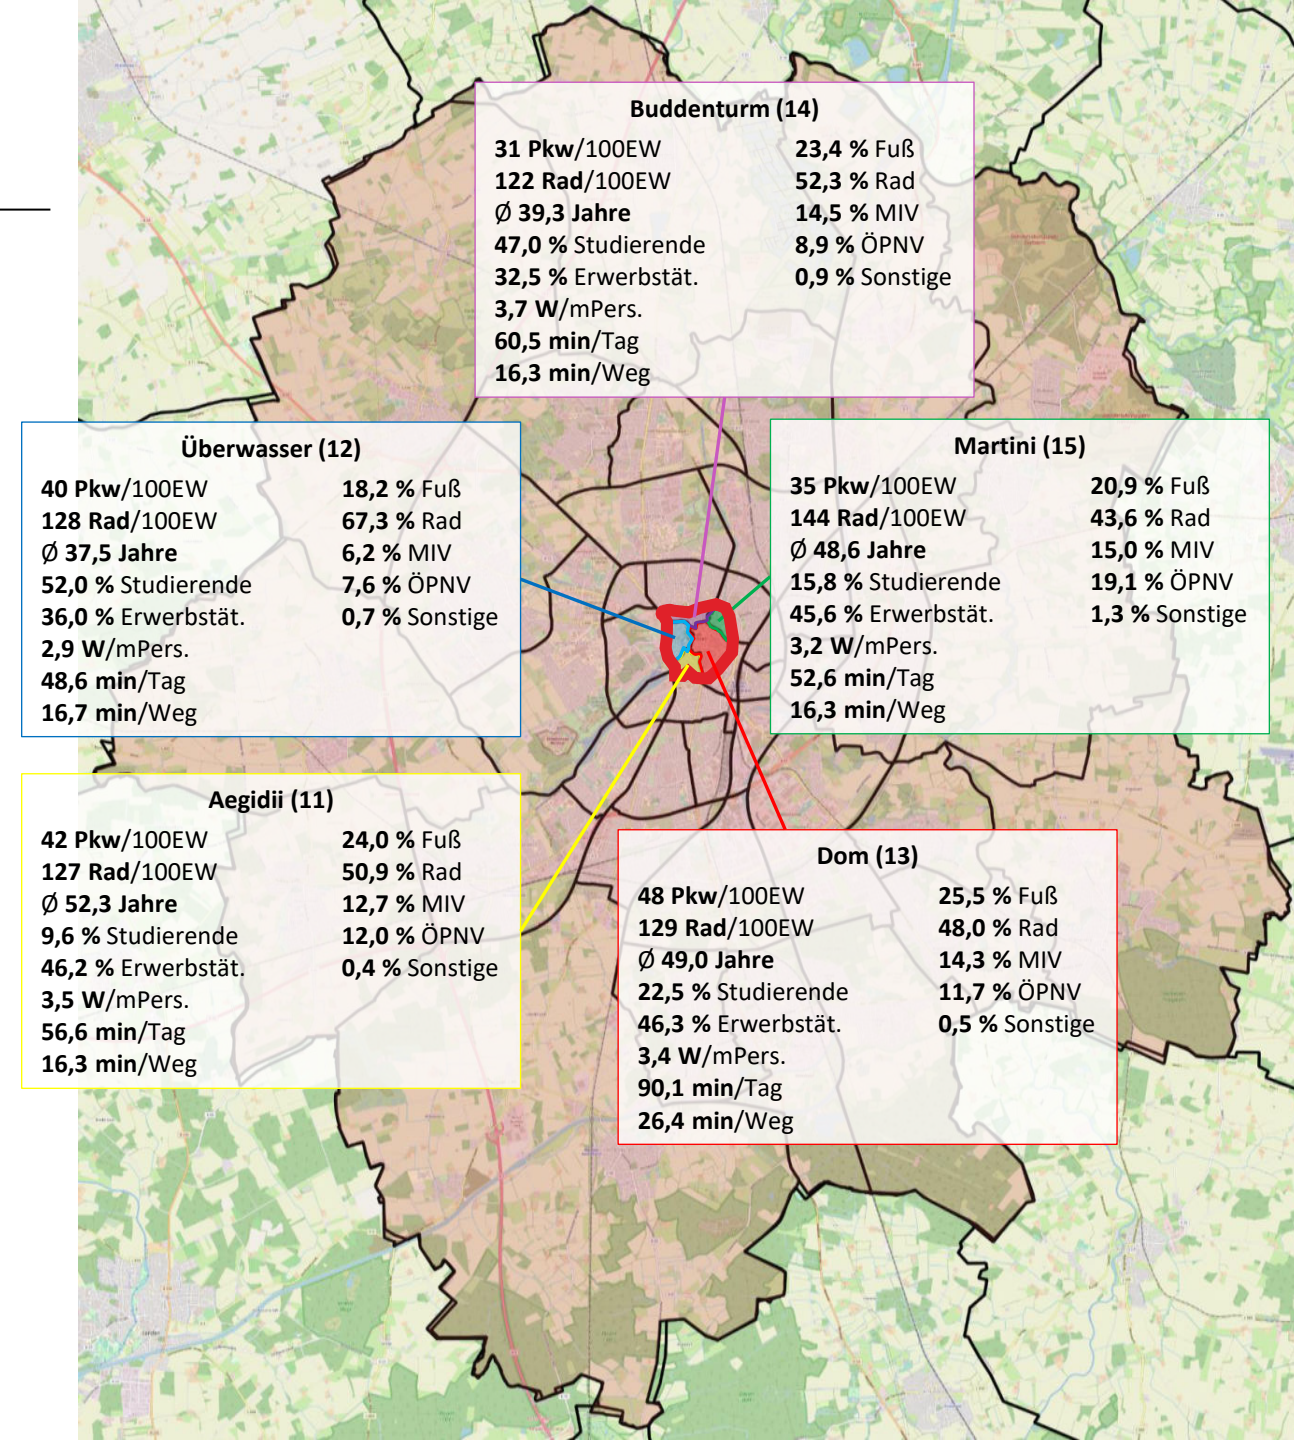 Buddenturm (14)
31 Pkw/100EW
122 Rad/100EW
Ø 39,3 Jahre
47,0 % Studierende
32,5 % Erwerbstät.
3,7 W/mPers.
60,5 min/Tag
16,3 min/Weg
23,4 % Fuß
52,3 % Rad
14,5 % MIV
8,9 % ÖPNV
0,9 % Sonstige
Überwasser (12)
40 Pkw/100EW
128 Rad/100EW
Ø 37,5 Jahre
52,0 % Studierende
36,0 % Erwerbstät.
2,9 W/mPers.
48,6 min/Tag
16,7 min/Weg
18,2 % Fuß
67,3 % Rad
6,2 % MIV
7,6 % ÖPNV
0,7 % Sonstige
Martini (15)
35 Pkw/100EW
144 Rad/100EW
Ø 48,6 Jahre
15,8 % Studierende
45,6 % Erwerbstät.
3,2 W/mPers.
52,6 min/Tag
16,3 min/Weg
20,9 % Fuß
43,6 % Rad
15,0 % MIV
19,1 % ÖPNV
1,3 % Sonstige
Aegidii (11)
42 Pkw/100EW
127 Rad/100EW
Ø 52,3 Jahre
9,6 % Studierende
46,2 % Erwerbstät.
3,5 W/mPers.
56,6 min/Tag
16,3 min/Weg
24,0 % Fuß
50,9 % Rad
12,7 % MIV
12,0 % ÖPNV
0,4 % Sonstige
Dom (13)
48 Pkw/100EW
129 Rad/100EW
Ø 49,0 Jahre
22,5 % Studierende
46,3 % Erwerbstät.
3,4 W/mPers.
90,1 min/Tag
26,4 min/Weg
25,5 % Fuß
48,0 % Rad
14,3 % MIV
11,7 % ÖPNV
0,5 % Sonstige